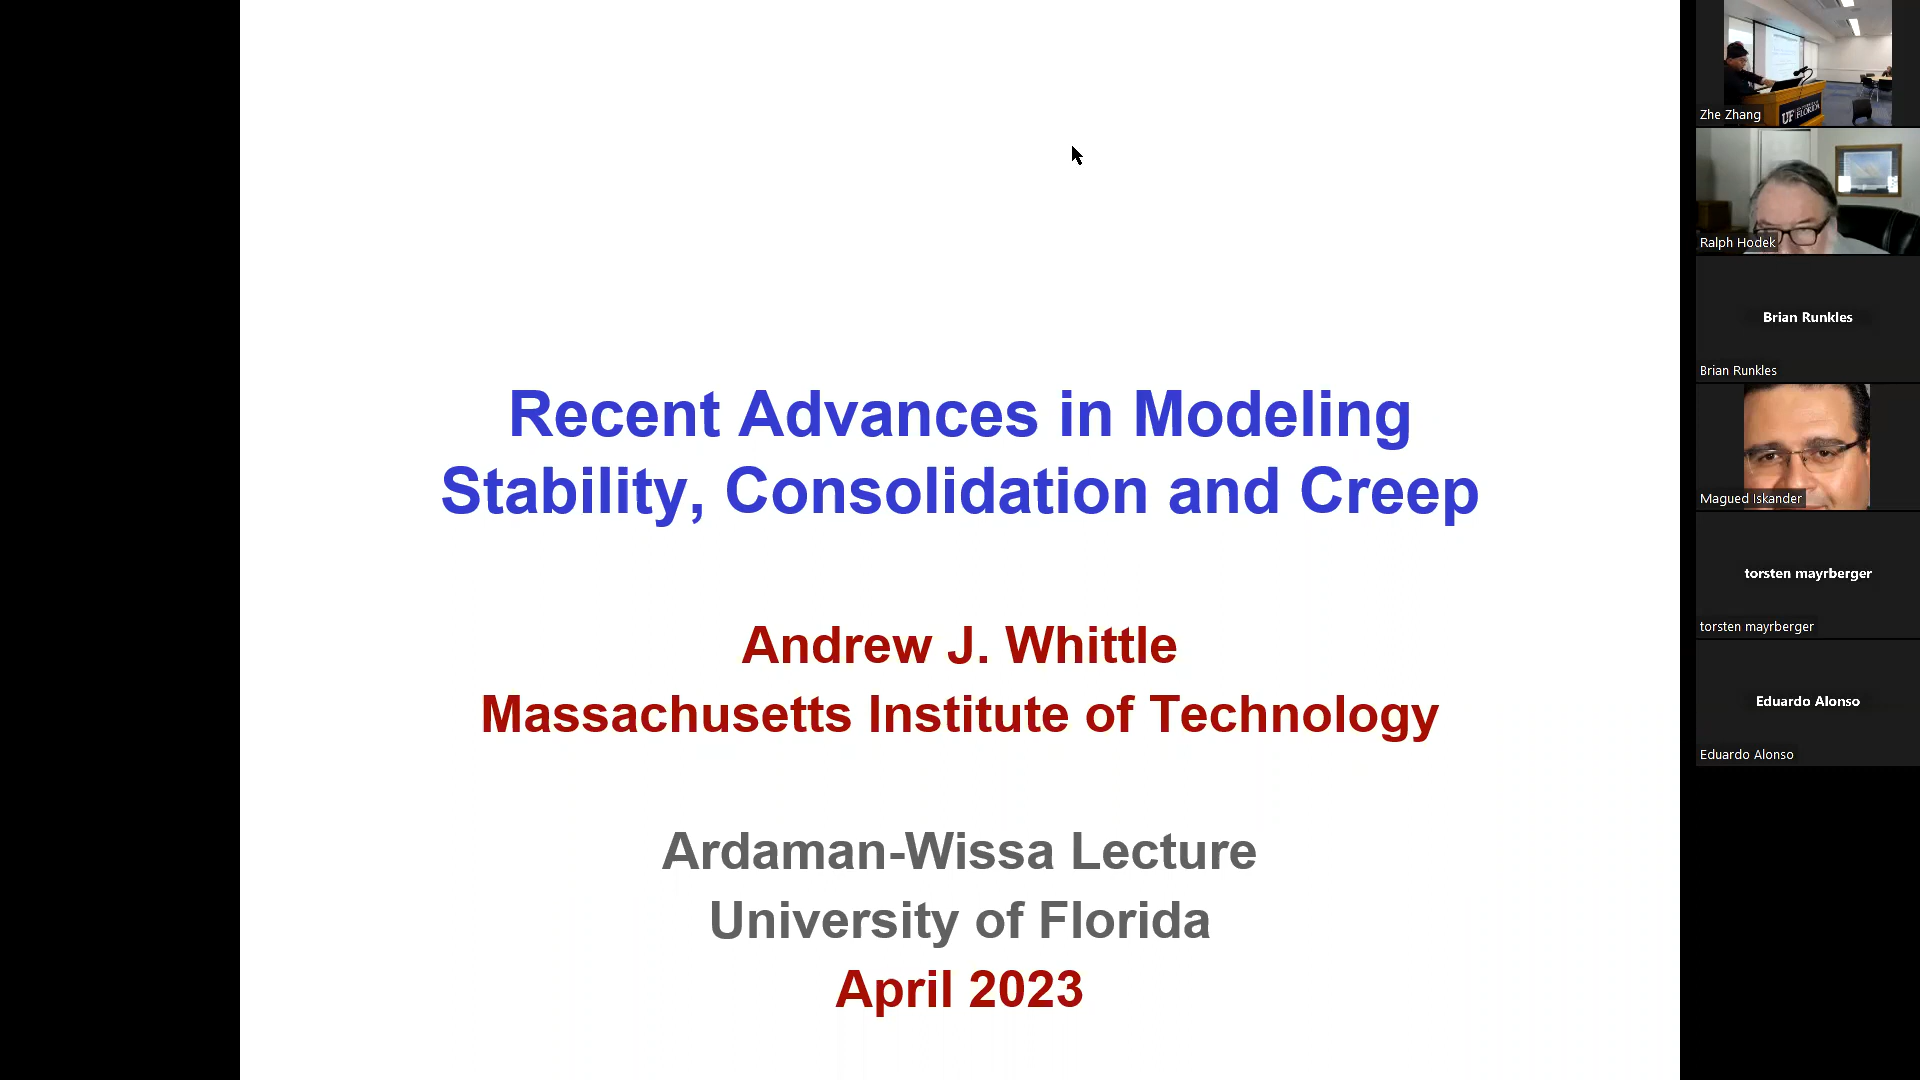 Recent Advances in Modeling
Stability, Consolidation and Creep
Andrew J. Whittle
Massachusetts Institute of Technology
Ardaman-Wissa Lecture
University of Florida
April 2023
UF
FLORIDA
Zhe Zhang
Ralph Hodek
Brian Runkles
Brian Runkles
Magued Iskander
torsten mayrberger
torsten mayrberger
Eduardo Alonso
Eduardo Alonso